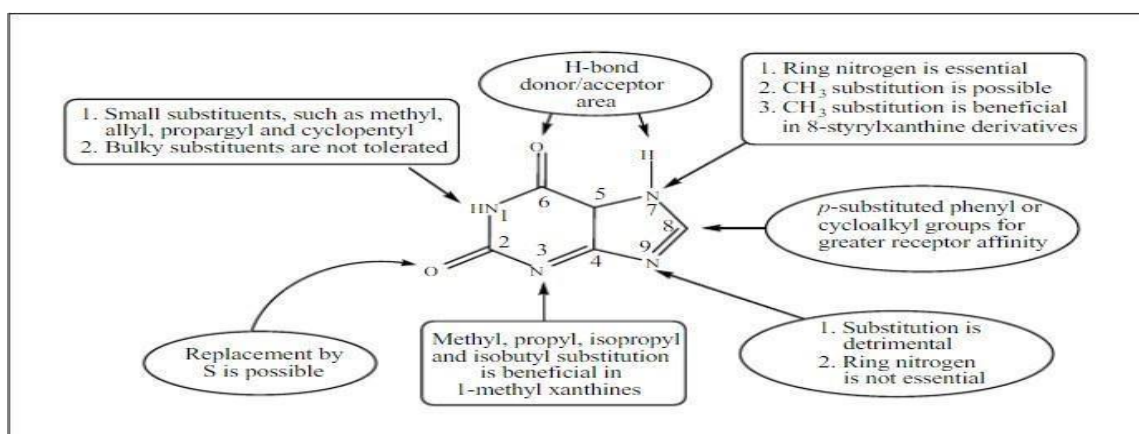 H-bond
donor/acceptor
area
1. Ring nitrogen is essential
2. CH₃ substitution is possible
3. CH₃ substitution is beneficial
in 8-styrylxanthine derivatives
1. Small substituents, such as methyl,
allyl, propargyl and cyclopentyl
2. Bulky substituents are not tolerated
O
H
6
5
N
7
HN
1
8
p-substituted phenyl or
cycloalkyl groups for
greater receptor affinity
2
3
9
O
N
4
N
Replacement by
S is possible
Methyl, propyl, isopropyl
and isobutyl substitution
is beneficial in
1-methyl xanthines
1. Substitution is
detrimental
2. Ring nitrogen
is not essential